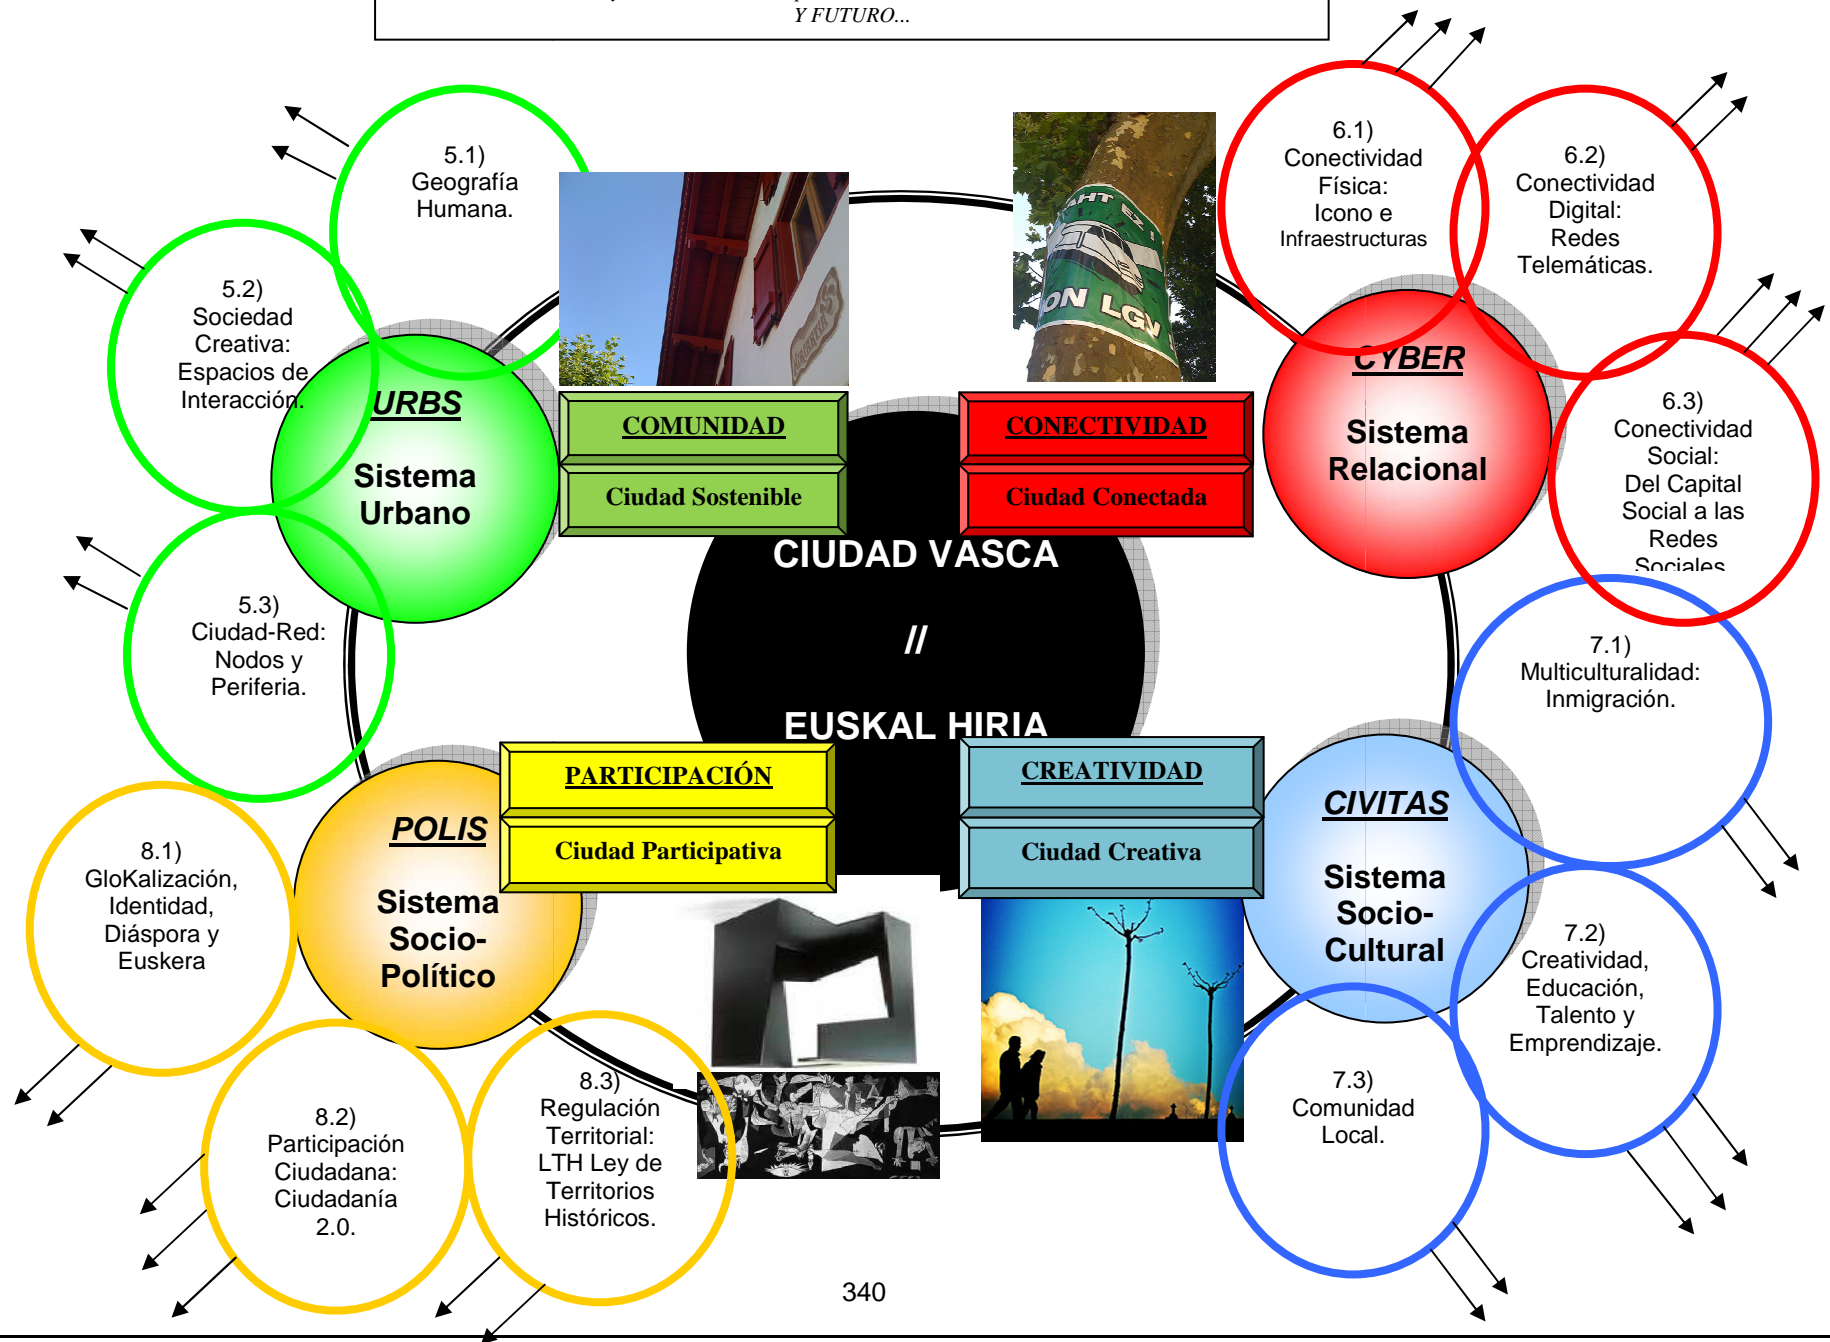 Y FUTURO...
5.1)
Geografía
Humana.
5.2)
Sociedad
Creativa:
Espacios de
Interacción.
5.3)
Ciudad-Red:
Nodos y
Periferia.
URBS
Sistema
Urbano
COMUNIDAD
Ciudad Sostenible
AHT EZ !
NON LGV
CONECTIVIDAD
Ciudad Conectada
CYBER
Sistema
Relacional
6.1)
Conectividad
Física:
Icono e
Infraestructuras
6.2)
Conectividad
Digital:
Redes
Telemáticas.
6.3)
Conectividad
Social:
Del Capital
Social a las
Redes
Sociales
CIUDAD VASCA
//
EUSKAL HIRIA
PARTICIPACIÓN
Ciudad Participativa
CREATIVIDAD
Ciudad Creativa
POLIS
Sistema
Socio-
Político
CIVITAS
Sistema
Socio-
Cultural
7.1)
Multiculturalidad:
Inmigración.
7.2)
Creatividad,
Educación,
Talento y
Emprendizaje.
7.3)
Comunidad
Local.
8.1)
GloKalización,
Identidad,
Diáspora y
Euskera
8.2)
Participación
Ciudadana:
Ciudadanía
2.0.
8.3)
Regulación
Territorial:
LTH Ley de
Territorios
Históricos.
340